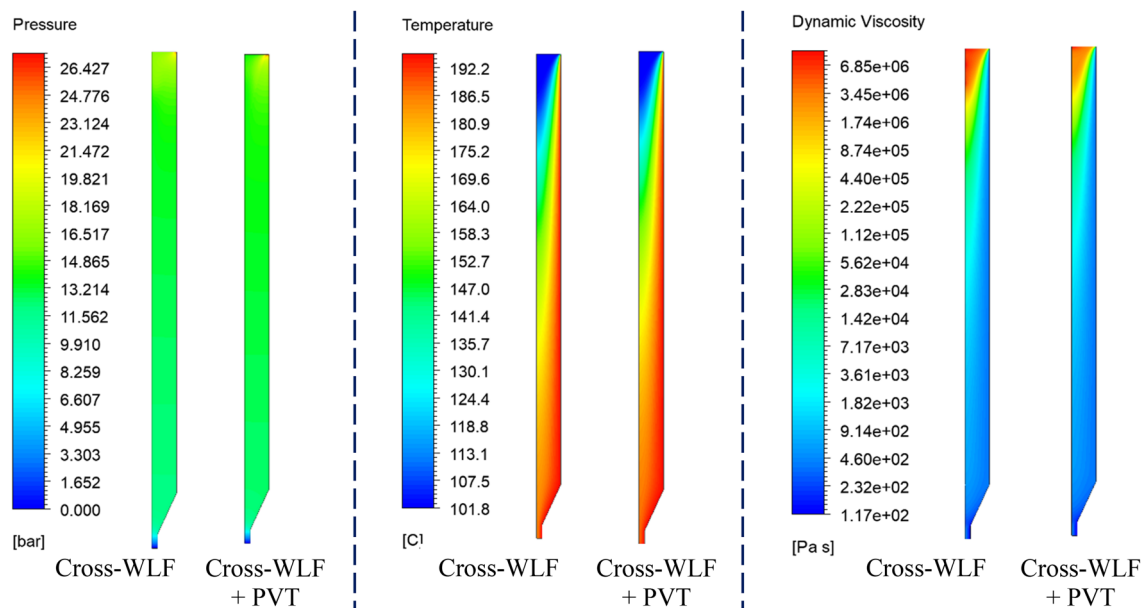 Pressure
26.427
24.776
23.124
21.472
19.821
18.169
16.517
14.865
13.214
11.562
9.910
8.259
6.607
4.955
3.303
1.652
0.000
[bar]
Cross-WLF
Cross-WLF
+ PVT
Temperature
192.2
186.5
180.9
175.2
169.6
164.0
158.3
152.7
147.0
141.4
135.7
130.1
124.4
118.8
113.1
107.5
101.8
[C]
Cross-WLF
Cross-WLF
+ PVT
Dynamic Viscosity
6.85e+06
3.45e+06
1.74e+06
8.74e+05
4.40e+05
2.22e+05
1.12e+05
5.62e+04
2.83e+04
1.42e+04
7.17e+03
3.61e+03
1.82e+03
9.14e+02
4.60e+02
2.32e+02
1.17e+02
[Pa s]
Cross-WLF
Cross-WLF
+ PVT